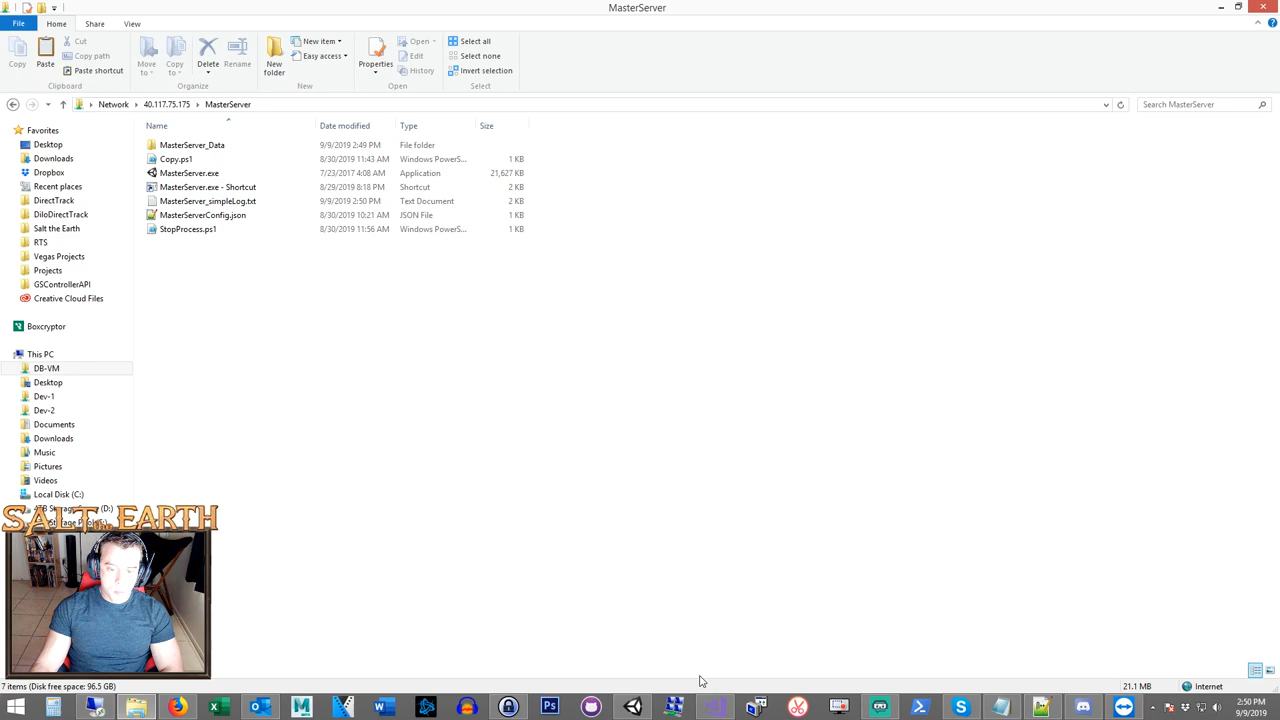 MasterServer
File Home Share View
Copy Paste Cut Copy path Paste shortcut Move to Copy to Delete Rename New folder New item Easy access Properties Open Edit History Select all Select none Invert selection
Clipboard Organize New Open Select
Network 40.117.75.175 MasterServer Search MasterServer
Name Date modified Type Size
MasterServer_Data 9/9/2019 2:49 PM File folder
Copy.ps1 8/30/2019 11:43 AM Windows PowerS... 1 KB
MasterServer.exe 7/23/2017 4:08 AM Application 21,627 KB
MasterServer.exe - Shortcut 8/29/2019 8:18 PM Shortcut 2 KB
MasterServer_simpleLog.txt 9/9/2019 2:50 PM Text Document 2 KB
MasterServerConfig.json 8/30/2019 10:21 AM JSON File 1 KB
StopProcess.ps1 8/30/2019 11:56 AM Windows PowerS... 1 KB
Favorites
Desktop
Downloads
Dropbox
Recent places
DirectTrack
DiloDirectTrack
Salt the Earth
RTS
Vegas Projects
Projects
GSControllerAPI
Creative Cloud Files
Boxcryptor
This PC
DB-VM
Desktop
Dev-1
Dev-2
Documents
Downloads
Music
Pictures
Videos
Local Disk (C:)
SALT the EARTH
7 items (Disk free space: 96.5 GB) 21.1 MB Internet
2:50 PM
9/9/2019